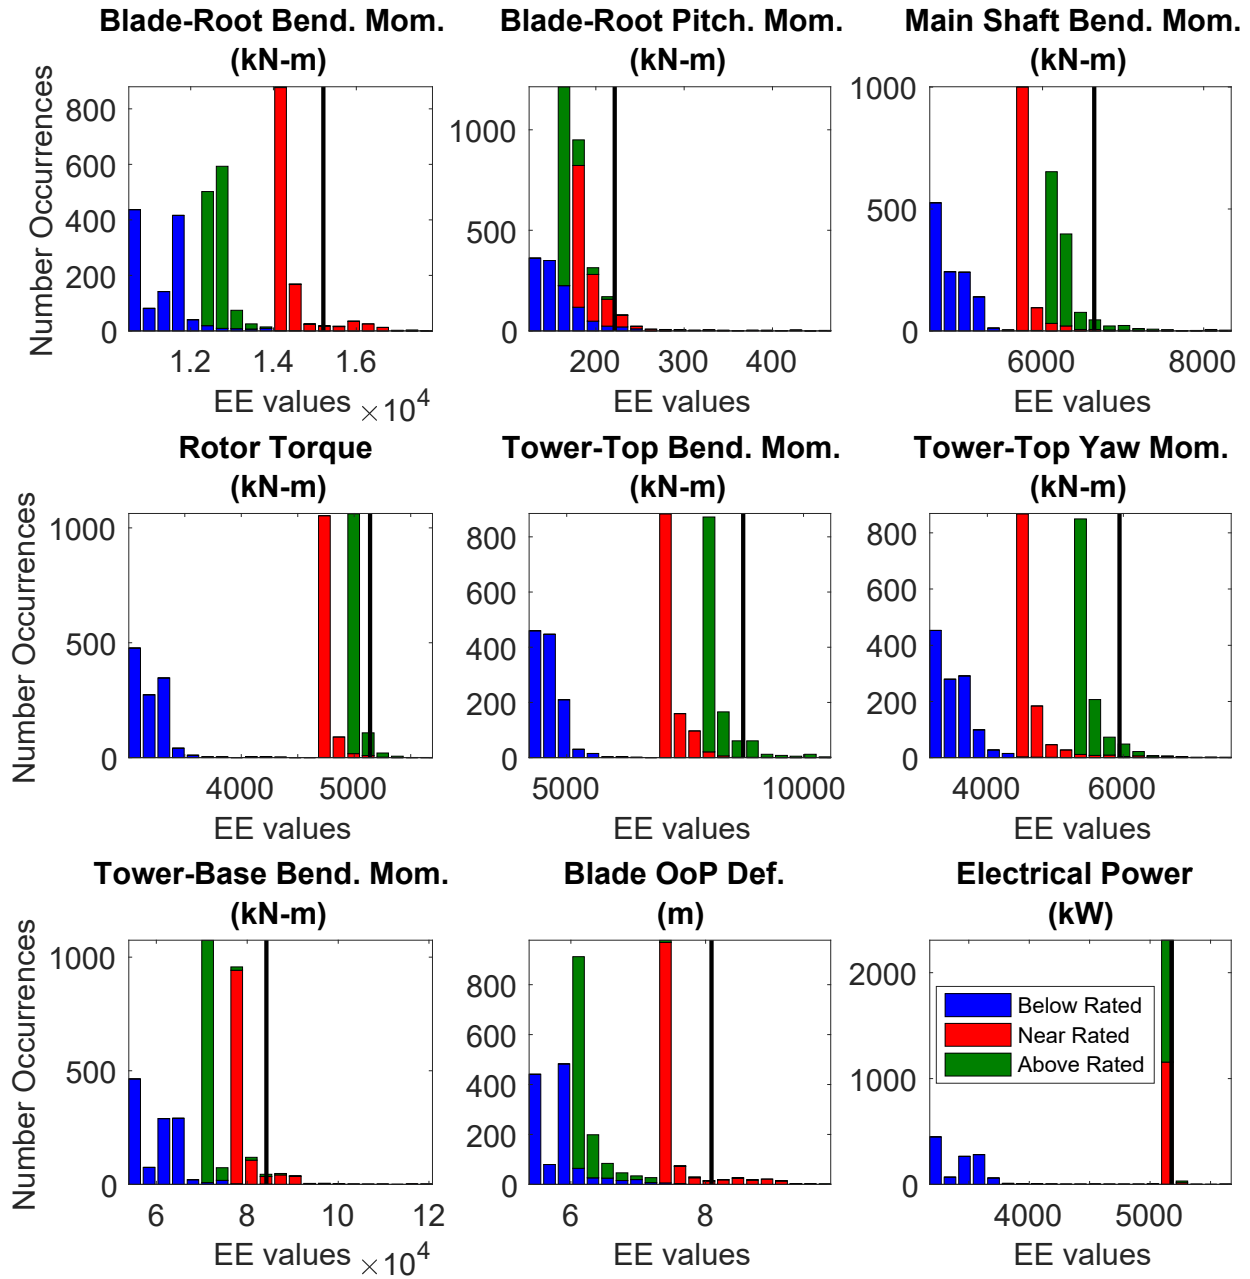 Blade-Root Bend. Mom.
(kN-m)
Blade-Root Pitch. Mom.
(kN-m)
Main Shaft Bend. Mom.
(kN-m)
Number Occurrences
800
600
400
200
0
1.2
1.4
1.6
EE values
×10^4
1000
500
0
200
300
400
EE values
1000
500
0
6000
8000
EE values
Rotor Torque
(kN-m)
Tower-Top Bend. Mom.
(kN-m)
Tower-Top Yaw Mom.
(kN-m)
Number Occurrences
1000
500
0
4000
5000
EE values
800
600
400
200
0
5000
10000
EE values
800
600
400
200
0
4000
6000
EE values
Tower-Base Bend. Mom.
(kN-m)
Blade OoP Def.
(m)
Electrical Power
(kW)
Number Occurrences
1000
500
0
6
8
10
12
EE values
×10^4
800
600
400
200
0
6
8
EE values
2000
1000
0
Below Rated
Near Rated
Above Rated
4000
5000
EE values